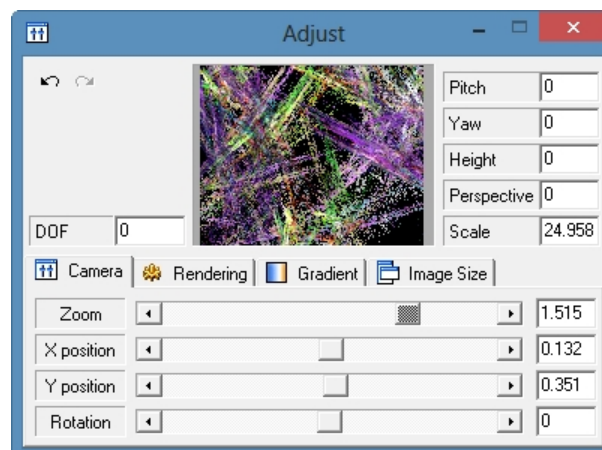 Adjust
Pitch 0
Yaw 0
Height 0
Perspective 0
DOF 0
Scale 24.958
Camera Rendering Gradient Image Size
Zoom 1.515
X position 0.132
Y position 0.351
Rotation 0